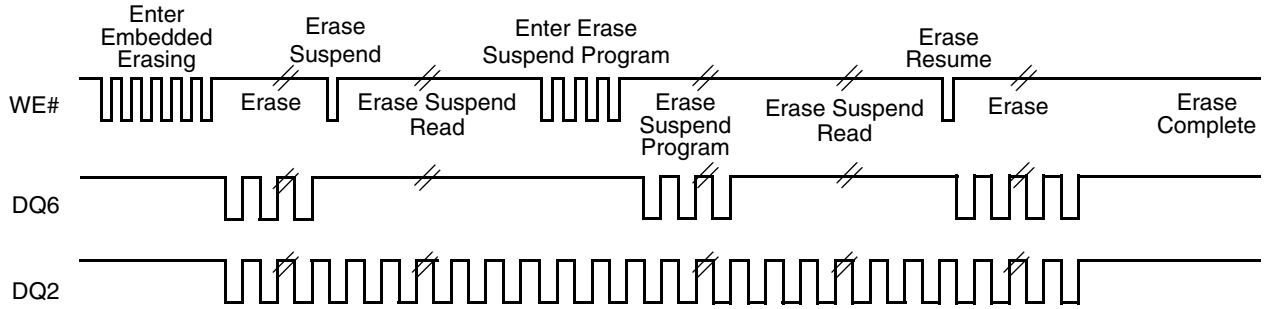 Enter
Embedded
Erasing
Erase
Suspend
Enter Erase
Suspend Program
Erase
Resume
WE#
Erase
Erase Suspend
Read
Erase
Suspend
Program
Erase Suspend
Read
Erase
Erase
Complete
DQ6
DQ2